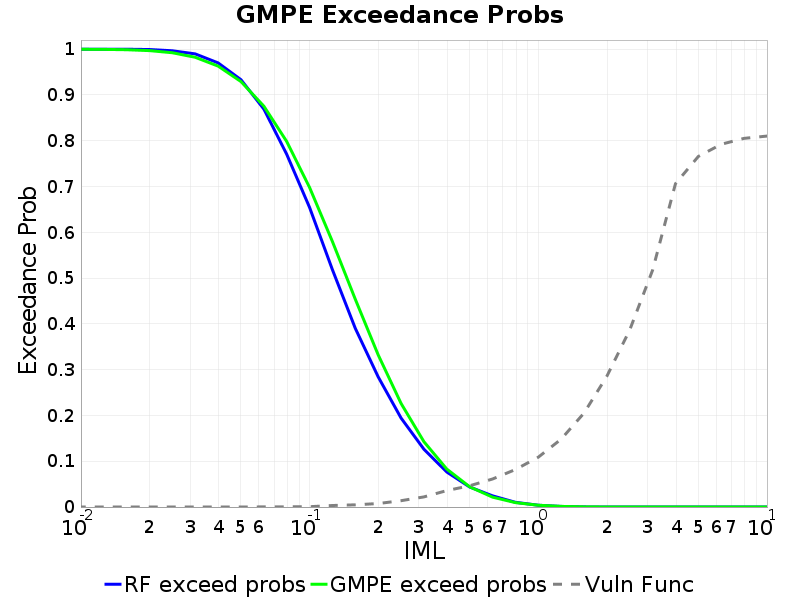 GMPE Exceedance Probs
Exceedance Prob
1
0.9
0.8
0.7
0.6
0.5
0.4
0.3
0.2
0.1
0
10^-2 2 3 4 5 6 10^-1 2 3 4 5 6 7 10^0 2 3 4 5 6 7 10^1
IML
RF exceed probs GMPE exceed probs Vuln Func